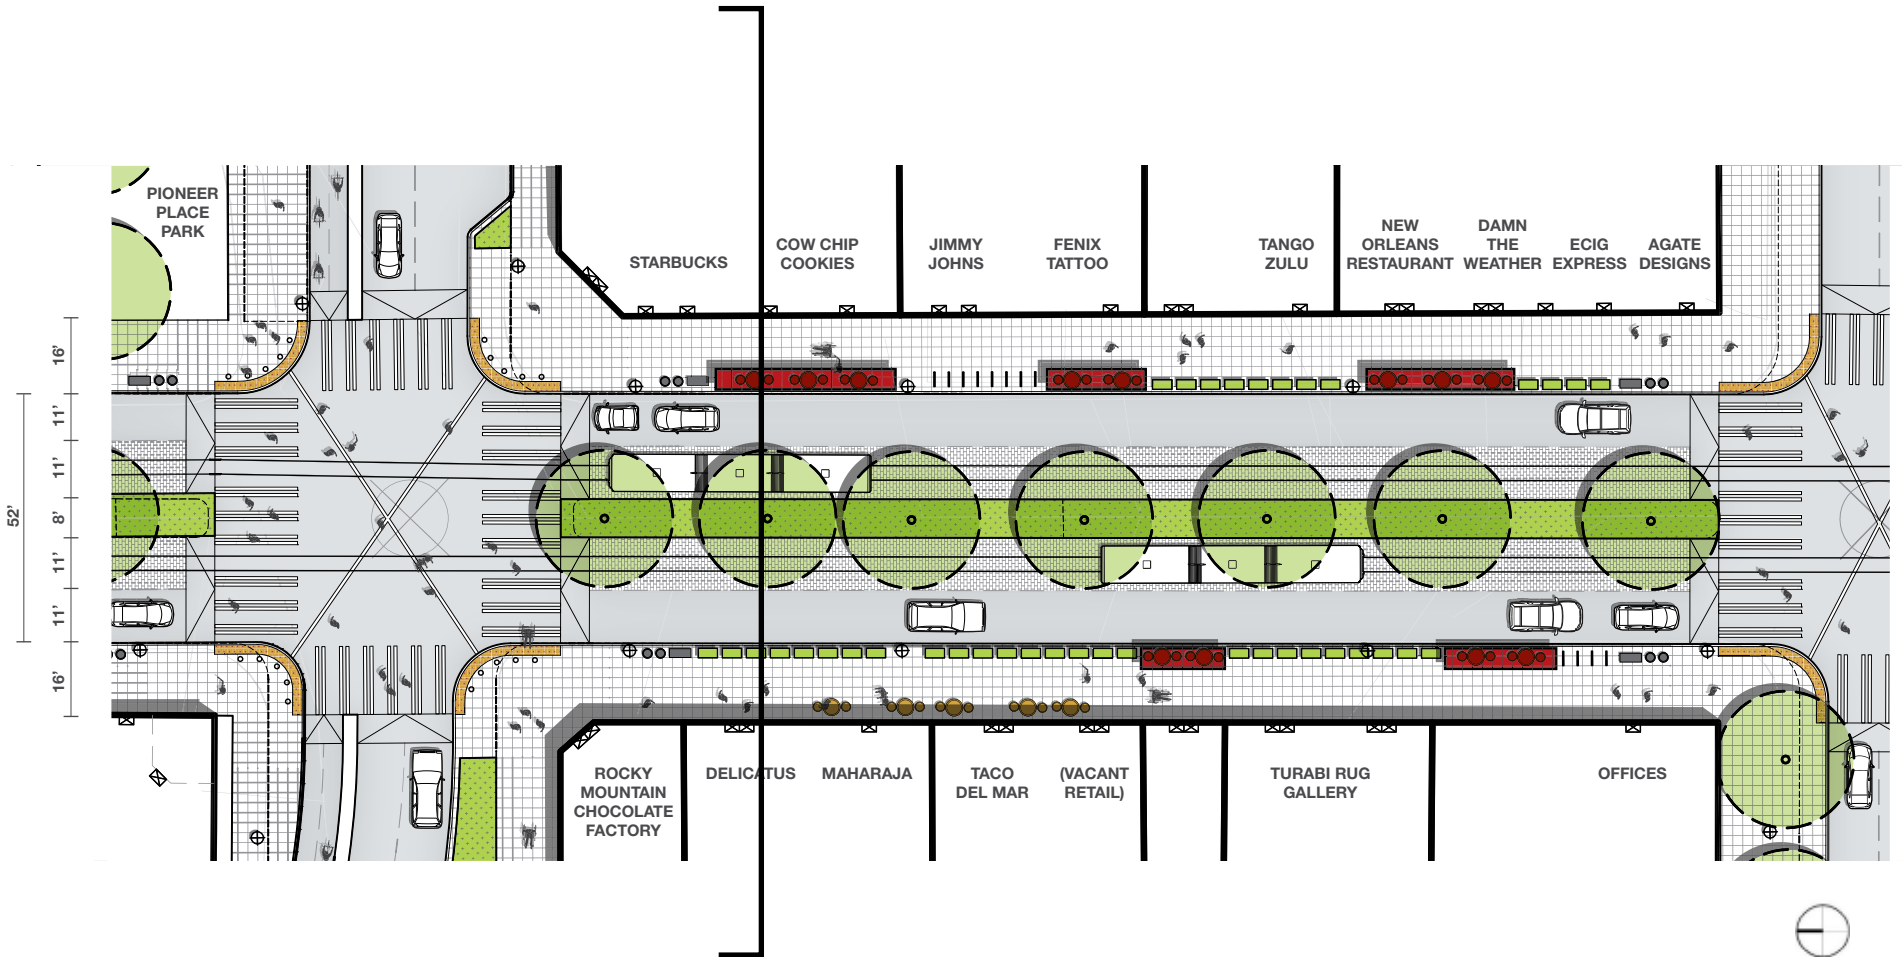 PIONEER
PLACE
PARK
STARBUCKS
COW CHIP
COOKIES
JIMMY
JOHNS
FENIX
TATTOO
TANGO
ZULU
NEW
ORLEANS
RESTAURANT
DAMN
THE
WEATHER
ECIG
EXPRESS
AGATE
DESIGNS
16'
11'
11'
8'
11'
11'
16'
52'
ROCKY
MOUNTAIN
CHOCOLATE
FACTORY
DELICATUS
MAHARAJA
TACO
DEL MAR
(VACANT
RETAIL)
TURABI RUG
GALLERY
OFFICES